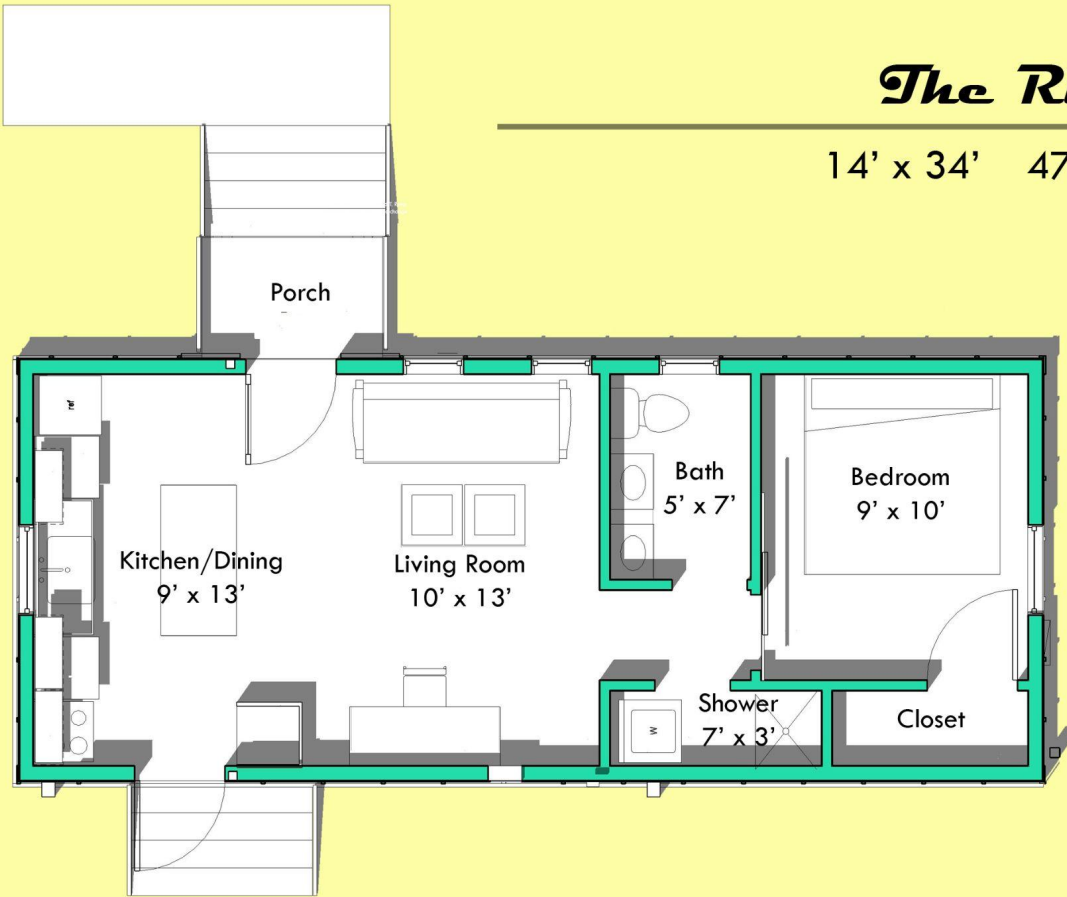 The R
14’ x 34’ 47
Porch
ref
Bath
5’ x 7’
Bedroom
9’ x 10’
Kitchen/Dining
9’ x 13’
Living Room
10’ x 13’
Shower
7’ x 3’
W
Closet